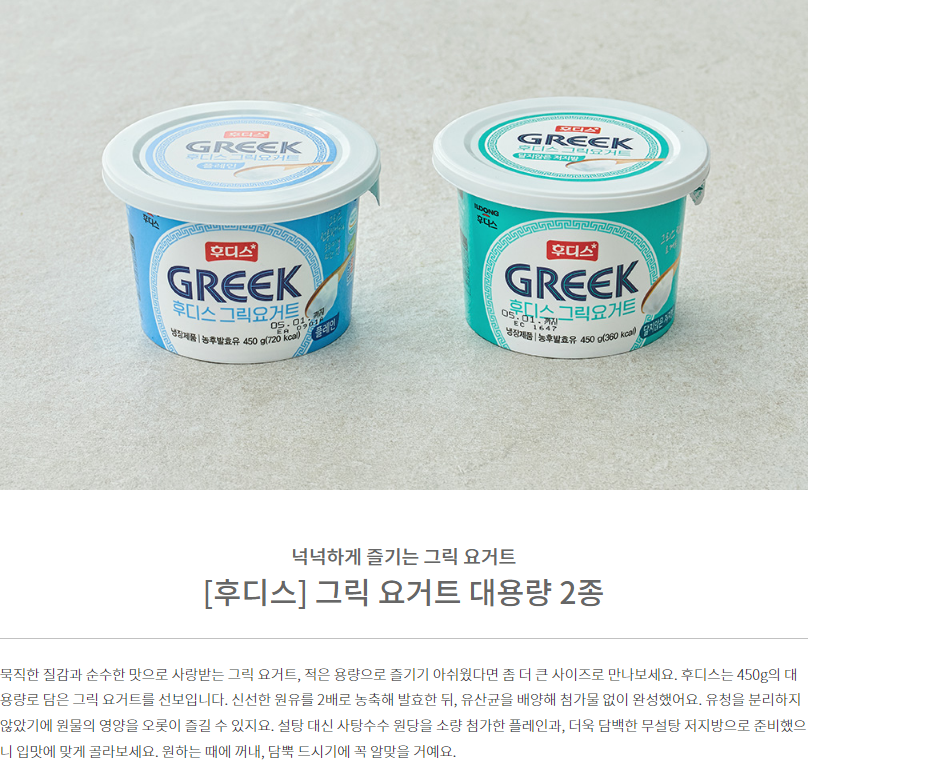 후디스
GREEK
후디스 그릭요거트
플레인
후디스
GREEK
후디스 그릭요거트
달지않은 저지방
후디스
후디스
GREEK
후디스 그릭요거트
05.01 까지
플레인
냉장제품 | 농후발효유 450 g(720 kcal)
ILDONG
후디스
후디스
GREEK
후디스 그릭요거트
05.01.까지
EC 1647
냉장제품 | 농후발효유 450 g(360 kcal)
넉넉하게 즐기는 그릭 요거트
[후디스] 그릭 요거트 대용량 2종
묵직한 질감과 순수한 맛으로 사랑받는 그릭 요거트, 적은 용량으로 즐기기 아쉬웠다면 좀 더 큰 사이즈로 만나보세요. 후디스는 450g의 대
용량로 담은 그릭 요거트를 선보입니다. 신선한 원유를 2배로 농축해 발효한 뒤, 유산균을 배양해 첨가물 없이 완성했어요. 유청을 분리하지
않았기에 원물의 영양을 오롯이 즐길 수 있지요. 설탕 대신 사탕수수 원당을 소량 첨가한 플레인과, 더욱 담백한 무설탕 저지방으로 준비했으
니 입맛에 맞게 골라보세요. 원하는 때에 꺼내, 담뿍 드시기에 꼭 알맞을 거예요.